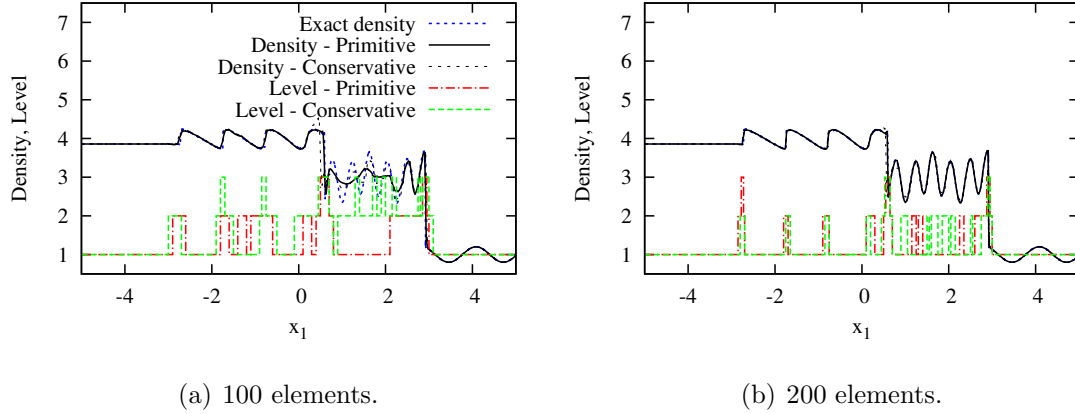 7
6
5
4
3
2
1
Density, Level
Exact density
Density - Primitive
Density - Conservative
Level - Primitive
Level - Conservative
-4 -2 0 2 4
x1
(a) 100 elements.
7
6
5
4
3
2
1
Density, Level
-4 -2 0 2 4
x1
(b) 200 elements.